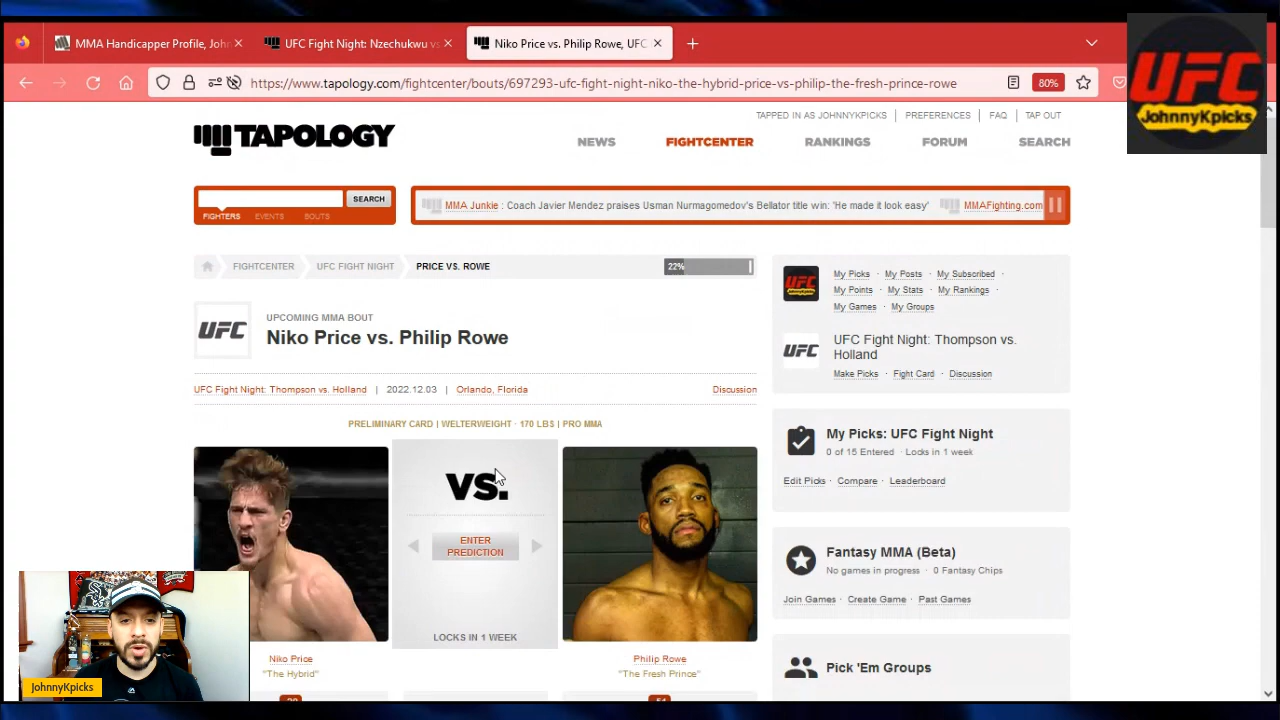 MMA Handicapper Profile, John
UFC Fight Night: Nzechukwu vs.
Niko Price vs. Philip Rowe, UFC
https://www.tapology.com/fightcenter/bouts/697293-ufc-fight-night-niko-the-hybrid-price-vs-philip-the-fresh-prince-rowe
80%
UFC
JohnnyKpicks
TAPPED IN AS JOHNNYKPICKS
PREFERENCES
FAQ
TAP OUT
TAPOLOGY
NEWS
FIGHTCENTER
RANKINGS
FORUM
SEARCH
SEARCH
FIGHTERS
EVENTS
BOUTS
MMA Junkie : Coach Javier Mendez praises Usman Nurmagomedov's Bellator title win: 'He made it look easy'
MMAFighting.com
FIGHTCENTER
UFC FIGHT NIGHT
PRICE VS. ROWE
22%
UFC
UPCOMING MMA BOUT
Niko Price vs. Philip Rowe
UFC Fight Night: Thompson vs. Holland | 2022.12.03 | Orlando, Florida
Discussion
PRELIMINARY CARD | WELTERWEIGHT · 170 LBS | PRO MMA
VS.
ENTER
PREDICTION
LOCKS IN 1 WEEK
Niko Price
"The Hybrid"
Philip Rowe
"The Fresh Prince"
UFC
My Picks · My Posts · My Subscribed ·
My Points · My Stats · My Rankings ·
My Games · My Groups
UFC
UFC Fight Night: Thompson vs.
Holland
Make Picks · Fight Card · Discussion
My Picks: UFC Fight Night
0 of 15 Entered · Locks in 1 week
Edit Picks · Compare · Leaderboard
Fantasy MMA (Beta)
No games in progress · 0 Fantasy Chips
Join Games · Create Game · Past Games
Pick 'Em Groups
JohnnyKpicks